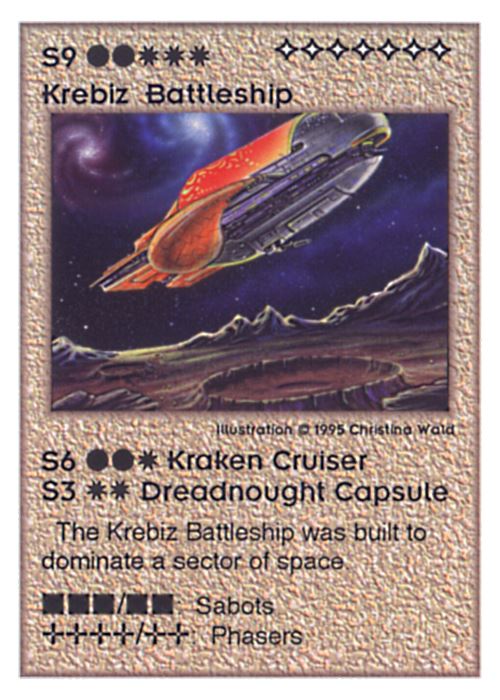 S9
Krebiz Battleship
Illustration © 1995 Christina Wald
S6 Kraken Cruiser
S3 Dreadnought Capsule
The Krebiz Battleship was built to
dominate a sector of space.
/ : Sabots
/ : Phasers